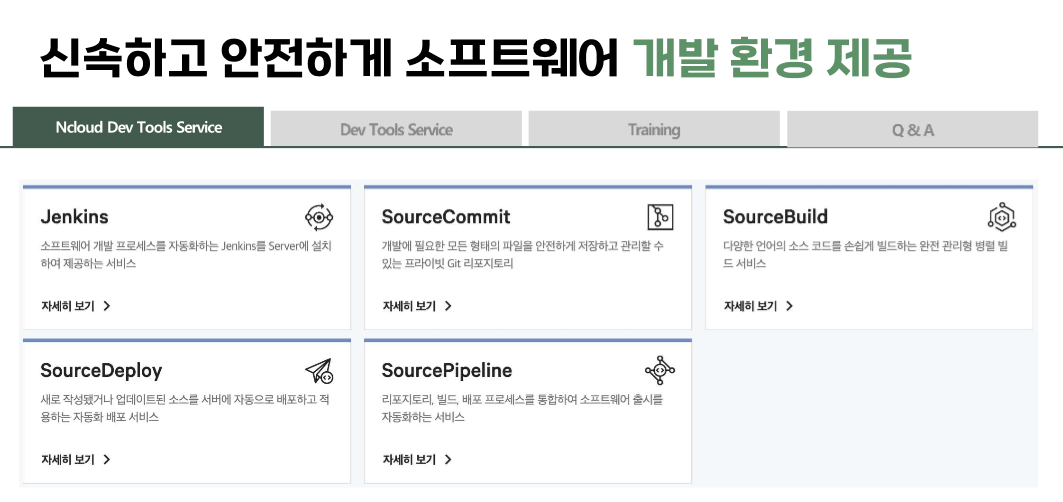 신속하고 안전하게 소프트웨어 개발 환경 제공
Ncloud Dev Tools Service
Dev Tools Service
Training
Q & A
Jenkins
소프트웨어 개발 프로세스를 자동화하는 Jenkins를 Server에 설치
하여 제공하는 서비스
자세히 보기
SourceCommit
개발에 필요한 모든 형태의 파일을 안전하게 저장하고 관리할 수
있는 프라이빗 Git 리포지토리
자세히 보기
SourceBuild
다양한 언어의 소스 코드를 손쉽게 빌드하는 완전 관리형 병렬 빌
드 서비스
자세히 보기
SourceDeploy
새로 작성됐거나 업데이트된 소스를 서버에 자동으로 배포하고 적
용하는 자동화 배포 서비스
자세히 보기
SourcePipeline
리포지토리, 빌드, 배포 프로세스를 통합하여 소프트웨어 출시를
자동화하는 서비스
자세히 보기